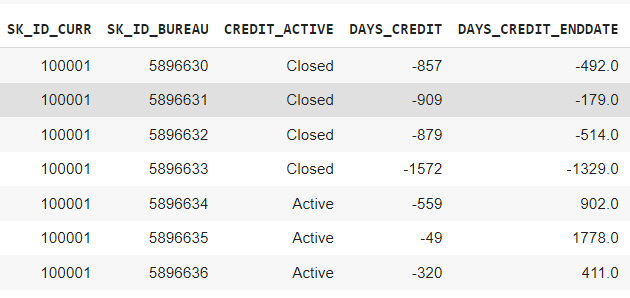 SK_ID_CURR SK_ID_BUREAU CREDIT_ACTIVE DAYS_CREDIT DAYS_CREDIT_ENDDATE
100001 5896630 Closed -857 -492.0
100001 5896631 Closed -909 -179.0
100001 5896632 Closed -879 -514.0
100001 5896633 Closed -1572 -1329.0
100001 5896634 Active -559 902.0
100001 5896635 Active -49 1778.0
100001 5896636 Active -320 411.0